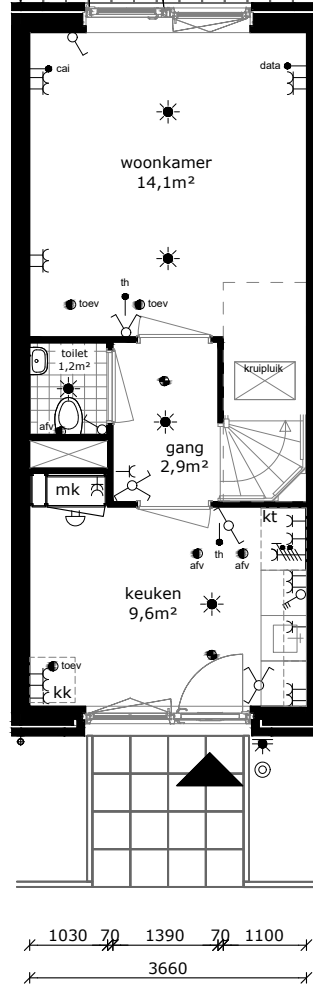 cai
data
woonkamer
14,1m²
th
toev
toev
toilet
1,2m²
kruipluik
afv
gang
2,9m²
mk
kt
afv
th
afv
keuken
9,6m²
toev
kk
1030 70 1390 70 1100
3660